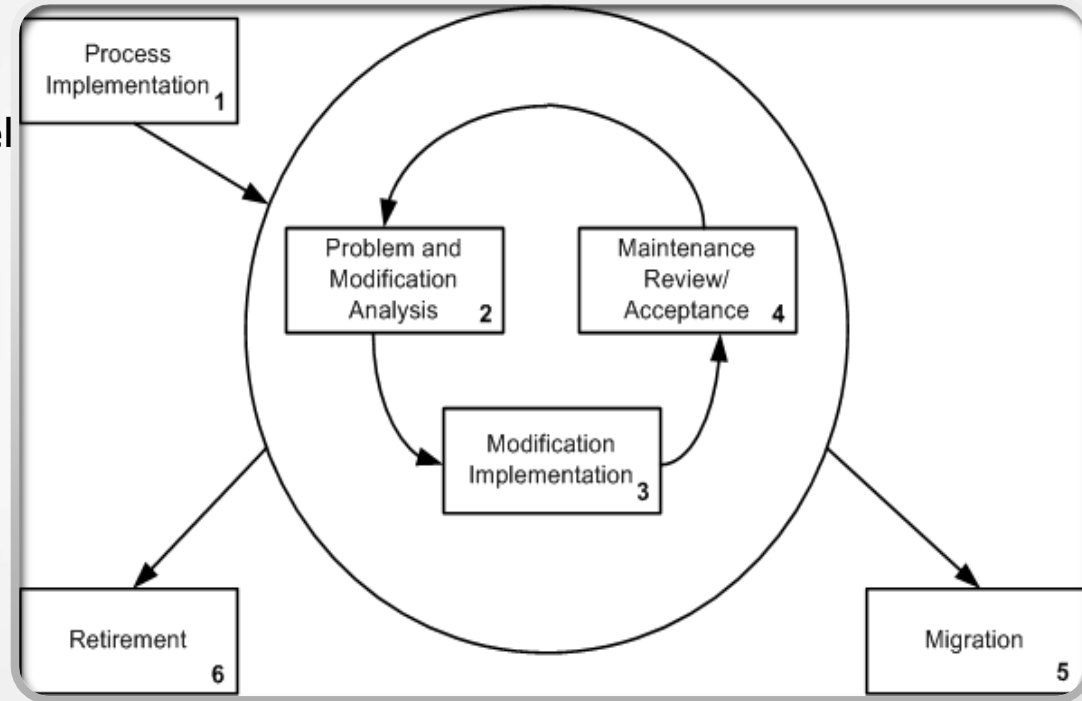 Process
Implementation
1
el
Problem and
Modification
Analysis
2
Maintenance
Review/
Acceptance
4
Modification
Implementation
3
Retirement
6
Migration
5